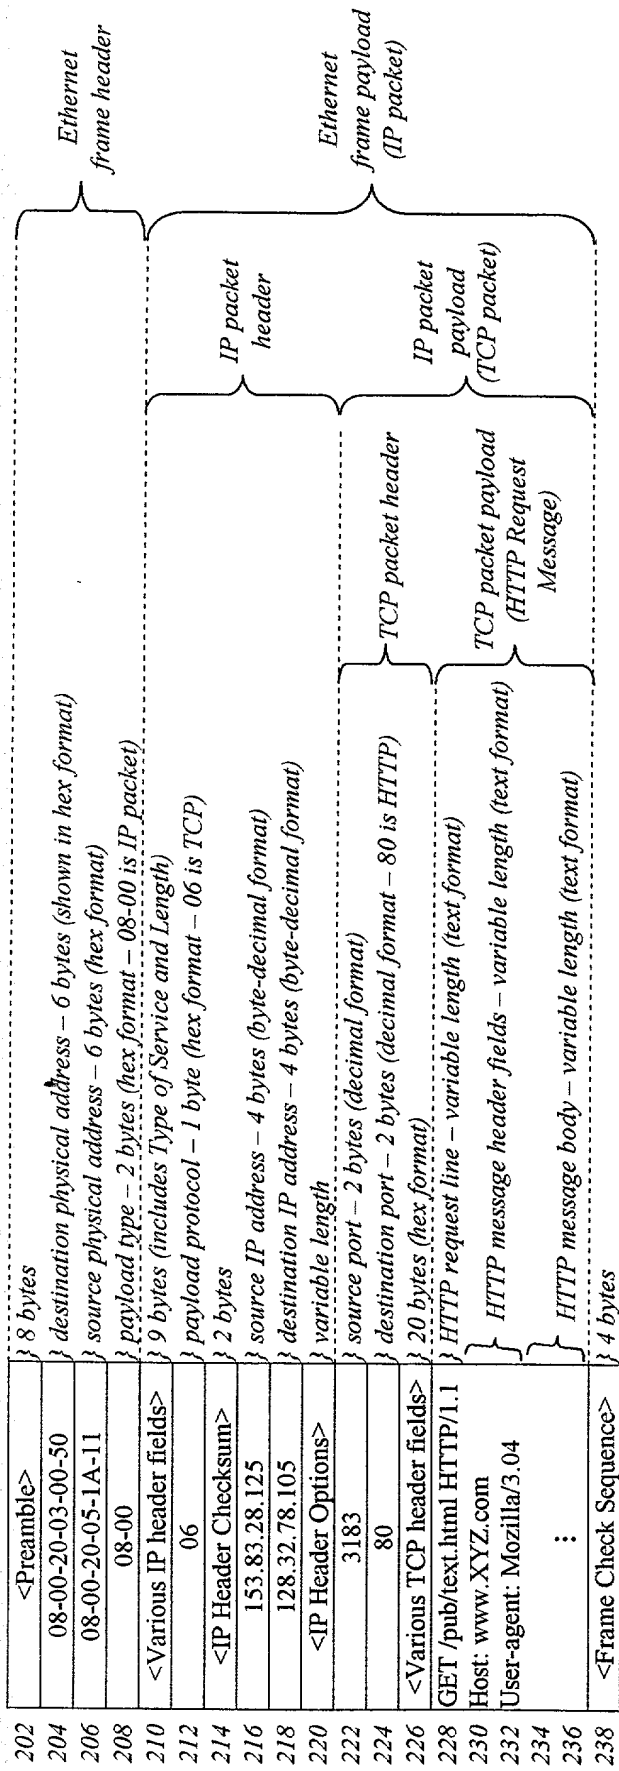 202 <Preamble> } 8 bytes
204 08-00-20-03-00-50 } destination physical address – 6 bytes (shown in hex format)
206 08-00-20-05-1A-11 } source physical address – 6 bytes (hex format)
208 08-00 } payload type – 2 bytes (hex format – 08-00 is IP packet)
Ethernet
frame header
210 <Various IP header fields> } 9 bytes (includes Type of Service and Length)
212 06 } payload protocol – 1 byte (hex format – 06 is TCP)
214 <IP Header Checksum> } 2 bytes
216 153.83.28.125 } source IP address – 4 bytes (byte-decimal format)
218 128.32.78.105 } destination IP address – 4 bytes (byte-decimal format)
220 <IP Header Options> } variable length
IP packet
header
222 3183 } source port – 2 bytes (decimal format)
224 80 } destination port – 2 bytes (decimal format – 80 is HTTP)
226 <Various TCP header fields> } 20 bytes (hex format)
TCP packet header
228 GET /pub/text.html HTTP/1.1 } HTTP request line – variable length (text format)
230 Host: www.XYZ.com
232 User-agent: Mozilla/3.04
HTTP message header fields – variable length (text format)
234
236 ⋮
HTTP message body – variable length (text format)
TCP packet payload
(HTTP Request
Message)
IP packet
payload
(TCP packet)
Ethernet
frame payload
(IP packet)
238 <Frame Check Sequence> } 4 bytes